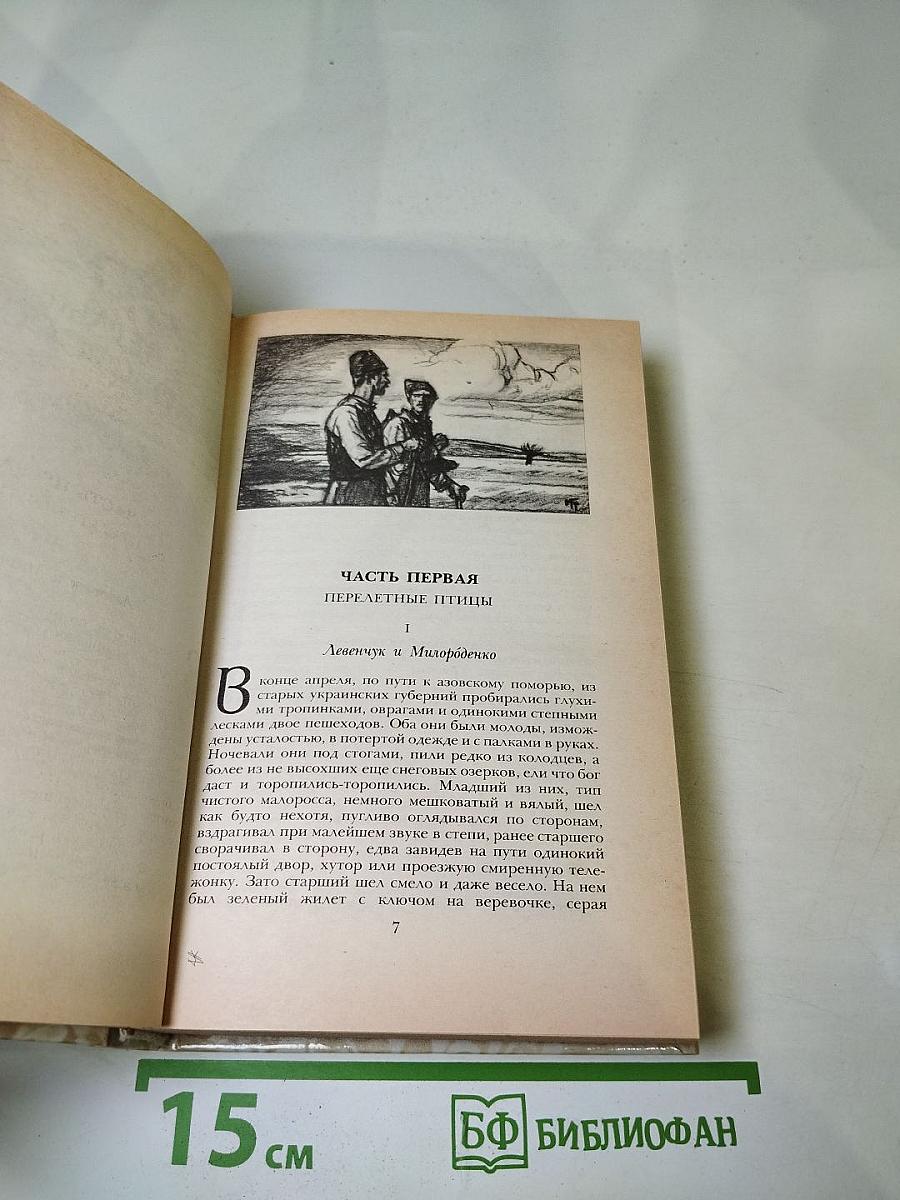 ЧАСТЬ ПЕРВАЯ
ПЕРЕЛЕТНЫЕ ПТИЦЫ
I
Левенчук и Милоро́денко
В конце апреля, по пути к азовскому поморью, из
старых украинских губерний пробирались глухи-
ми тропинками, оврагами и одинокими степными
лесками двое пешеходов. Оба они были молоды, измож-
дены усталостью, в потертой одежде и с палками в руках.
Ночевали они под стогами, пили редко из колодцев, а
более из не высохших еще снеговых озерков, ели что бог
даст и торопились-торопились. Младший из них, тип
чистого малоросса, немного мешковатый и вялый, шел
как будто нехотя, пугливо оглядывался по сторонам,
вздрагивал при малейшем звуке в степи, ранее старшего
сворачивал в сторону, едва завидев на пути одинокий
постоялый двор, хутор или проезжую смиренную теле-
жонку. Зато старший шел смело и даже весело. На нем
был зеленый жилет с ключом на веревочке, серая
7
15 см
БФ БИБЛИОФАН